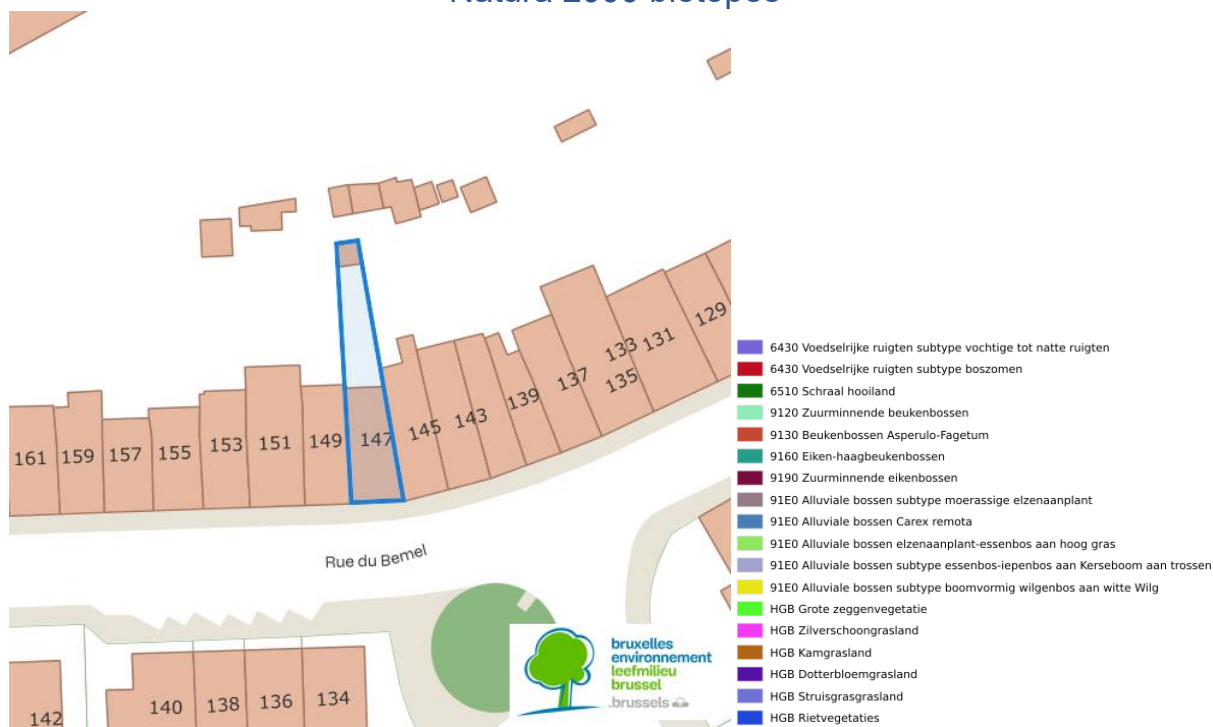 Natura 2000 biotopes
161
159
157
155
153
151
149
147
145
143
139
137
133
135
131
129
Rue du Bemel
142
140
138
136
134
bruxelles
environnement
leefmilieu
brussel
.brussels
6430 Voedselrijke ruigten subtype vochtige tot natte ruigten
6430 Voedselrijke ruigten subtype boszomen
6510 Schraal hooiland
9120 Zuurminnende beukenbossen
9130 Beukenbossen Asperulo-Fagetum
9160 Eiken-haagbeukenbossen
9190 Zuurminnende eikenbossen
91E0 Alluviale bossen subtype moerassige elzenaanplant
91E0 Alluviale bossen Carex remota
91E0 Alluviale bossen elzenaanplant-essenbos aan hoog gras
91E0 Alluviale bossen subtype essenbos-iepenbos aan Kerseboom aan trossen
91E0 Alluviale bossen subtype boomvormig wilgenbos aan witte Wilg
HGB Grote zeggenvegetatie
HGB Zilverschoongrasland
HGB Kamgrasland
HGB Dotterbloemgrasland
HGB Struisgrasgrasland
HGB Rietvegetaties